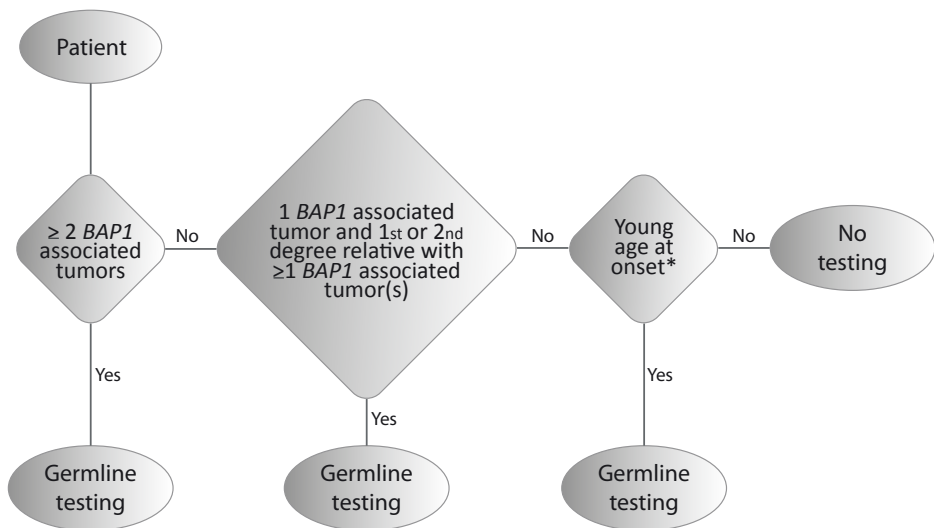 Patient
≥ 2 BAP1
associated
tumors
No
1 BAP1 associated
tumor and 1st or 2nd
degree relative with
≥1 BAP1 associated
tumor(s)
No
Young
age at
onset*
No
No
testing
Yes
Yes
Yes
Germline
testing
Germline
testing
Germline
testing